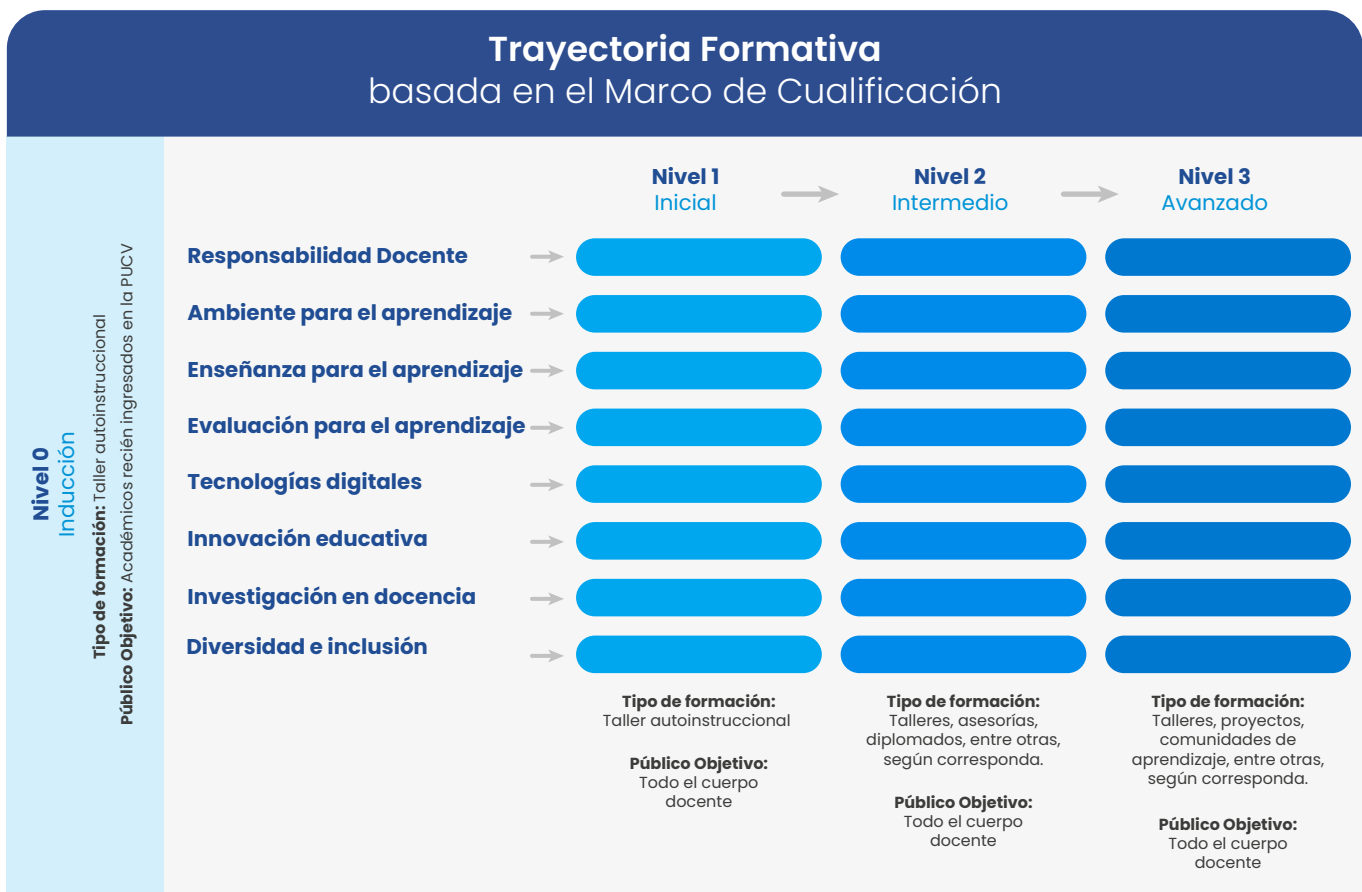 Trayectoria Formativa
basada en el Marco de Cualificación
Nivel 0
Inducción
Tipo de formación: Taller autoinstruccional
Público Objetivo: Académicos recién ingresados en la PUCV
Nivel 1
Inicial
Nivel 2
Intermedio
Nivel 3
Avanzado
Responsabilidad Docente
Ambiente para el aprendizaje
Enseñanza para el aprendizaje
Evaluación para el aprendizaje
Tecnologías digitales
Innovación educativa
Investigación en docencia
Diversidad e inclusión
Tipo de formación:
Taller autoinstruccional
Público Objetivo:
Todo el cuerpo
docente
Tipo de formación:
Talleres, asesorías,
diplomados, entre otras,
según corresponda.
Público Objetivo:
Todo el cuerpo
docente
Tipo de formación:
Talleres, proyectos,
comunidades de
aprendizaje, entre otras,
según corresponda.
Público Objetivo:
Todo el cuerpo
docente